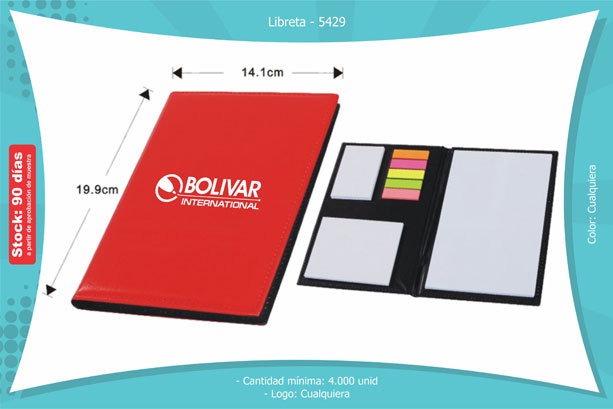 Libreta - 5429
14.1cm
19.9cm
BOLIVAR
INTERNATIONAL
Stock: 90 días
a partir de aprobación de muestra
Color: Cualquiera
- Cantidad mínima: 4.000 unid
- Logo: Cualquiera